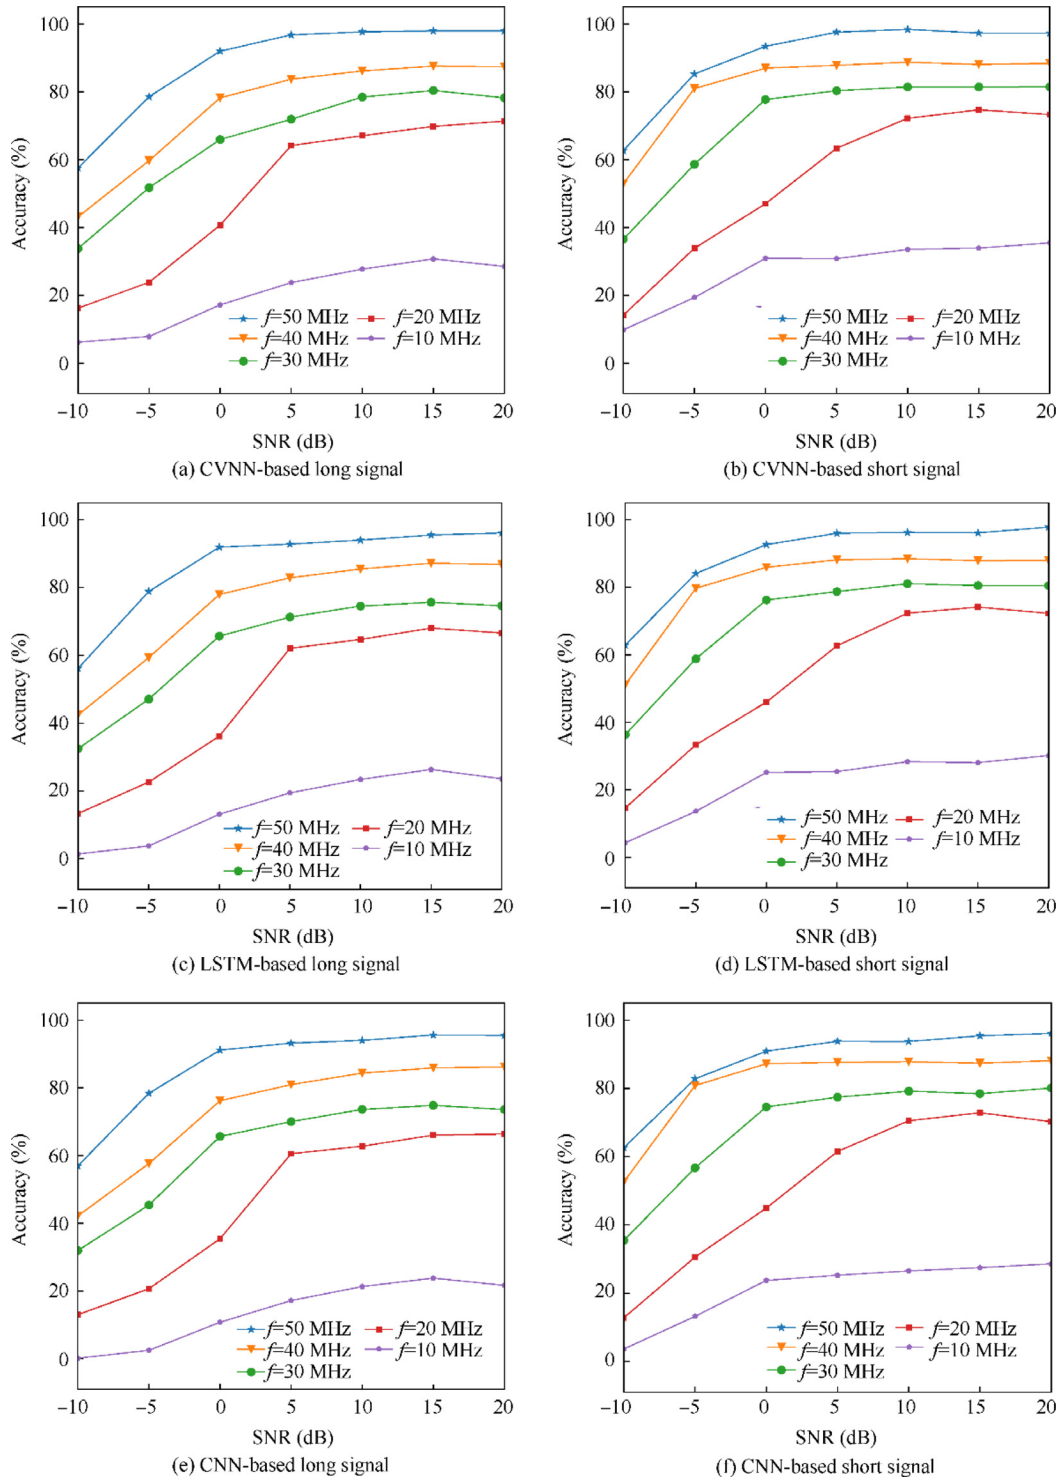 100
80
60
40
20
0
Accuracy (%)
f=50 MHz f=20 MHz
f=40 MHz f=10 MHz
f=30 MHz
−10 −5 0 5 10 15 20
SNR (dB)
(a) CVNN-based long signal
100
80
60
40
20
0
Accuracy (%)
f=50 MHz f=20 MHz
f=40 MHz f=10 MHz
f=30 MHz
−10 −5 0 5 10 15 20
SNR (dB)
(b) CVNN-based short signal
100
80
60
40
20
0
Accuracy (%)
f=50 MHz f=20 MHz
f=40 MHz f=10 MHz
f=30 MHz
−10 −5 0 5 10 15 20
SNR (dB)
(c) LSTM-based long signal
100
80
60
40
20
0
Accuracy (%)
f=50 MHz f=20 MHz
f=40 MHz f=10 MHz
f=30 MHz
−10 −5 0 5 10 15 20
SNR (dB)
(d) LSTM-based short signal
100
80
60
40
20
0
Accuracy (%)
f=50 MHz f=20 MHz
f=40 MHz f=10 MHz
f=30 MHz
−10 −5 0 5 10 15 20
SNR (dB)
(e) CNN-based long signal
100
80
60
40
20
0
Accuracy (%)
f=50 MHz f=20 MHz
f=40 MHz f=10 MHz
f=30 MHz
−10 −5 0 5 10 15 20
SNR (dB)
(f) CNN-based short signal